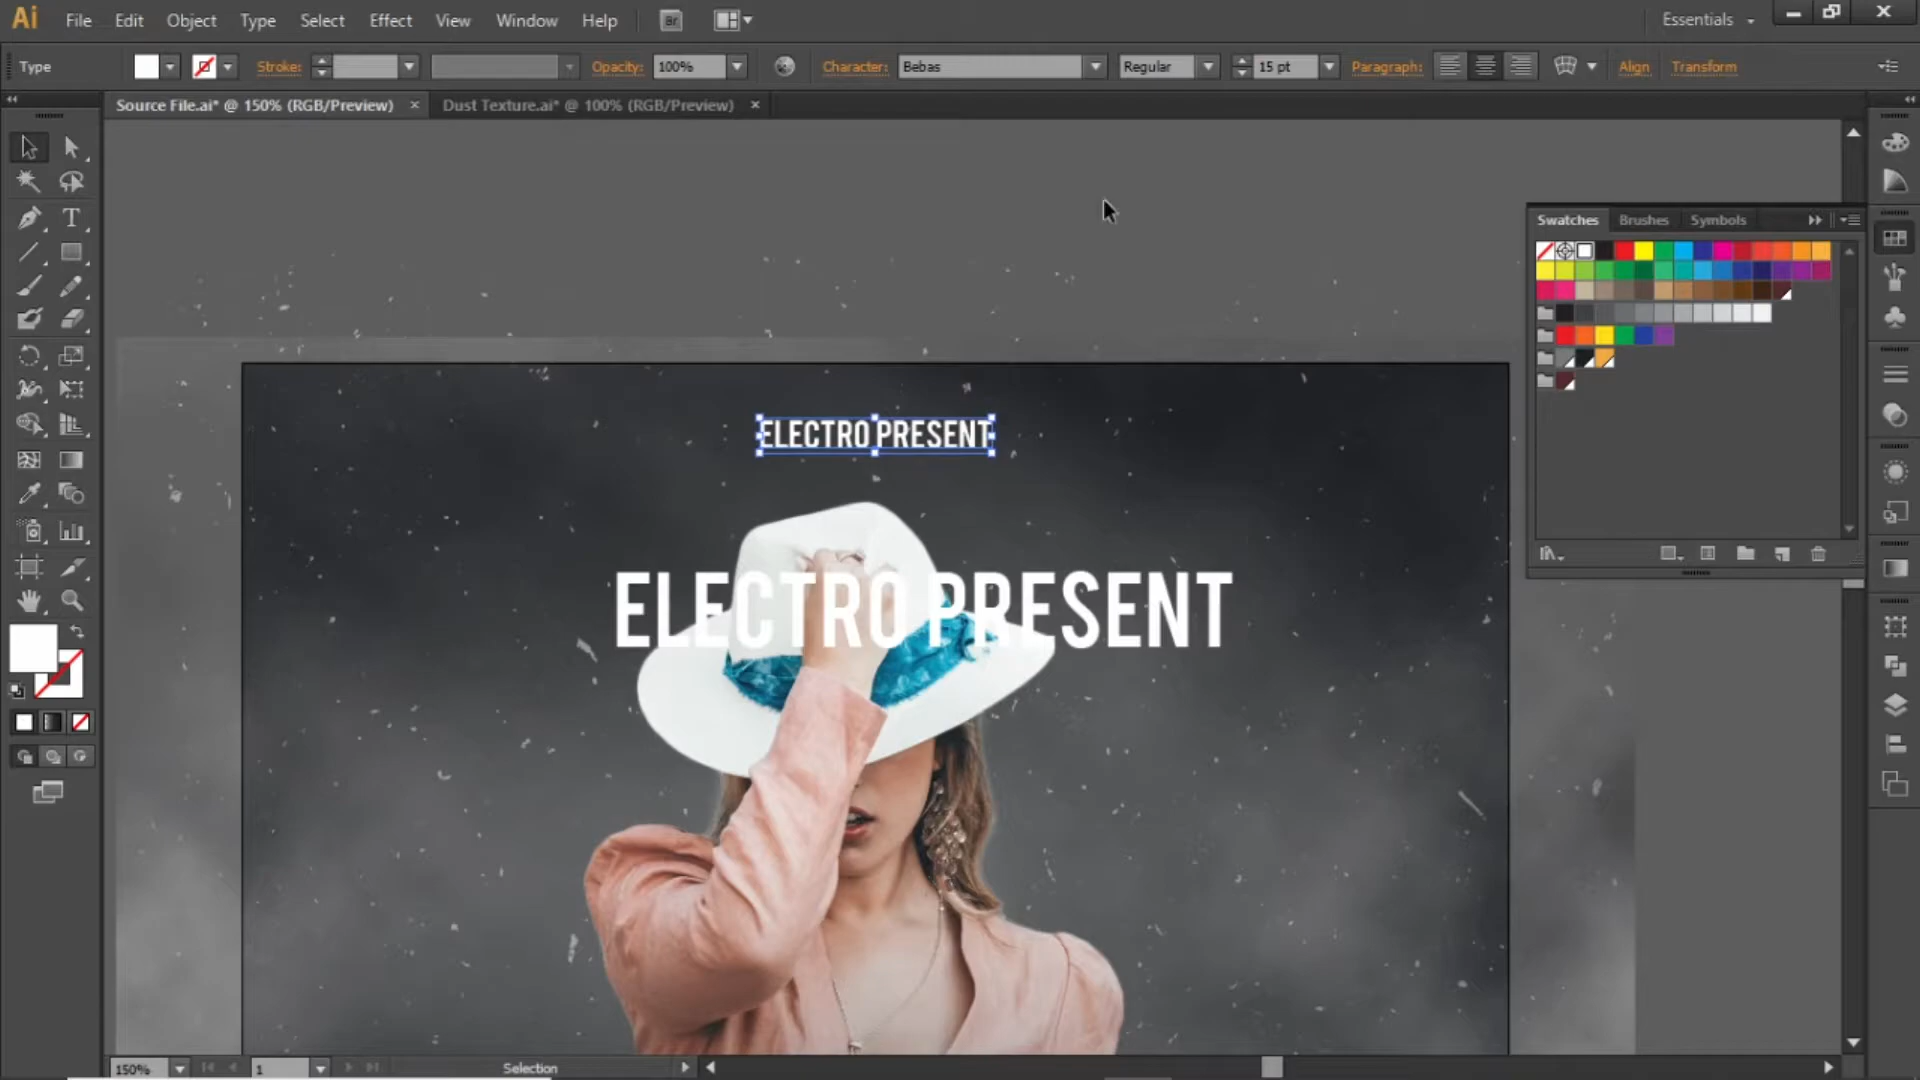 Ai File Edit Object Type Select Effect View Window Help Br Essentials
Type Stroke: Opacity: 100% Character: Bebas Regular 15 pt Paragraph: Align Transform
Source File.ai* @ 150% (RGB/Preview) Dust Texture.ai* @ 100% (RGB/Preview)
Swatches Brushes Symbols
ELECTRO PRESENT
ELECTRO PRESENT
150% 1 Selection